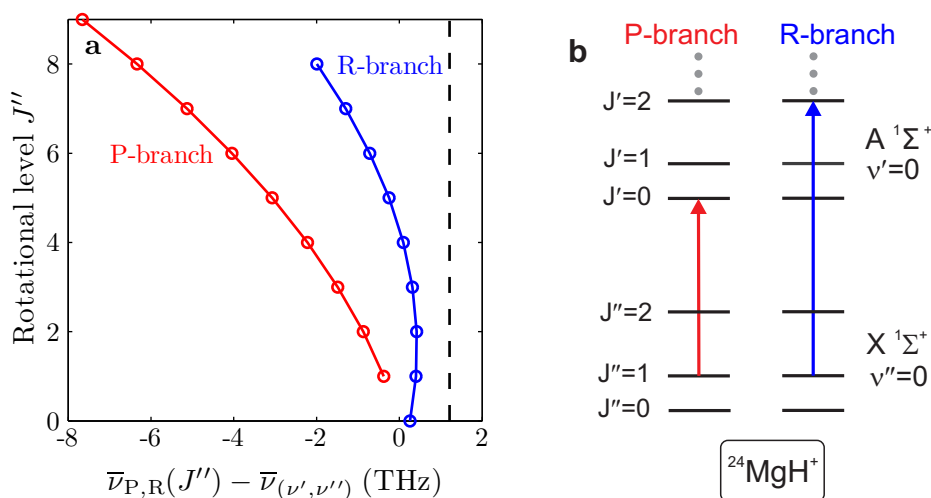 a
R-branch
P-branch
Rotational level J″
8
6
4
2
0
-8
-6
-4
-2
0
2
ν̅P,R(J″) − ν̅(ν′,ν″) (THz)
b
P-branch
R-branch
J′=2
J′=1
J′=0
J″=2
J″=1
J″=0
A ¹Σ⁺
ν′=0
X ¹Σ⁺
ν″=0
²⁴MgH⁺